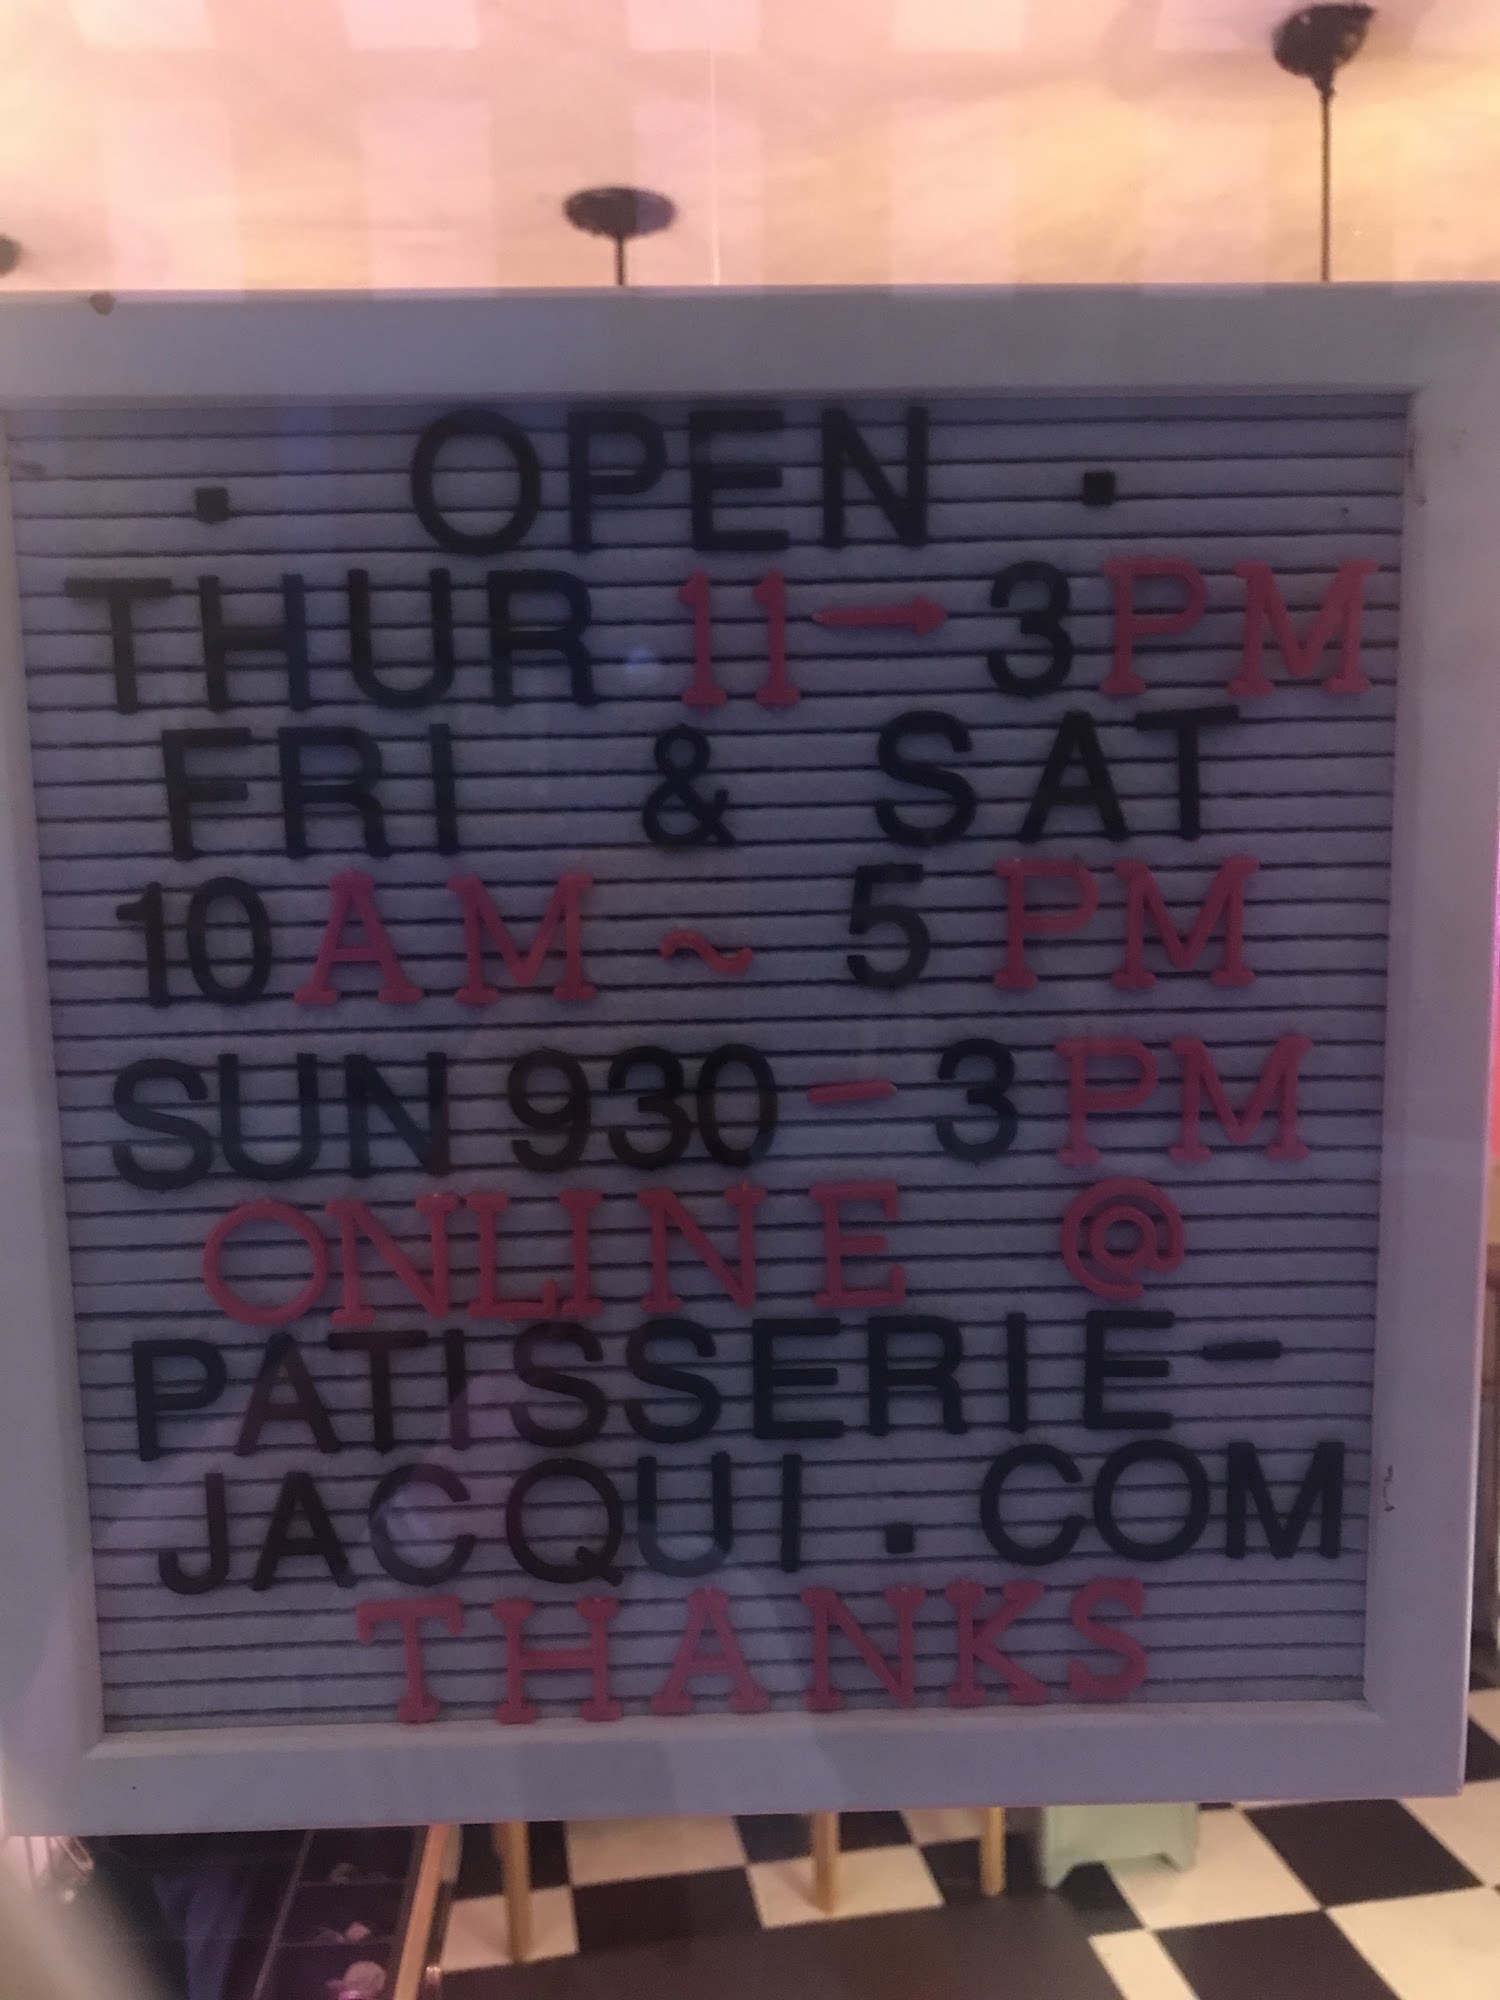 . OPEN .
THUR 11→3PM
FRI & SAT
10AM ~ 5PM
SUN 930-3PM
ONLINE @
PATISSERIE-
JACQUI.COM
THANKS